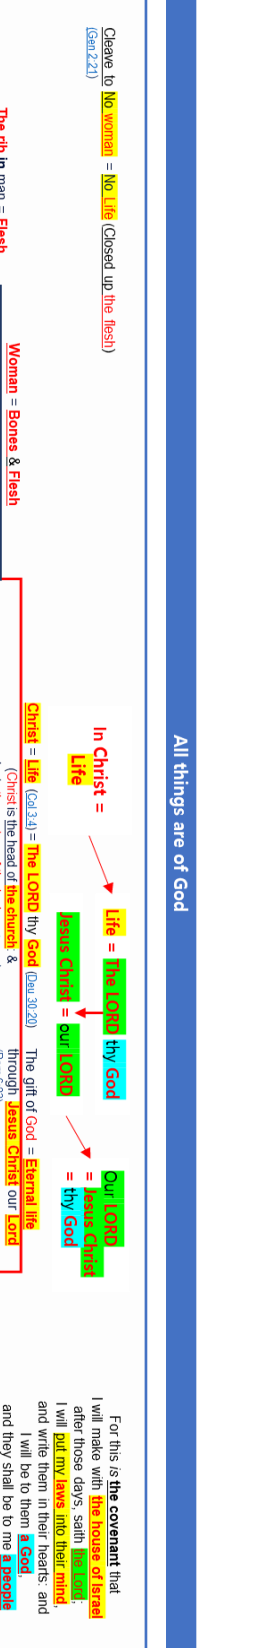 All things are of God
Cleave to No woman = No Life (Closed up the flesh)
(Gen 2:21)
The rib in man = Flesh
Woman = Bones & Flesh
In Christ =
Life
Life = The LORD thy God
Jesus Christ = our LORD
Our LORD
= Jesus Christ
= thy God
Christ = Life (Col 3:4) = The LORD thy God (Deu 30:20)
(Christ is the head of the church: &
The gift of God = Eternal life
through Jesus Christ our Lord
For this is the covenant that
I will make with the house of Israel
after those days, saith the Lord;
I will put my laws into their mind,
and write them in their hearts: and
I will be to them a God,
and they shall be to me a people